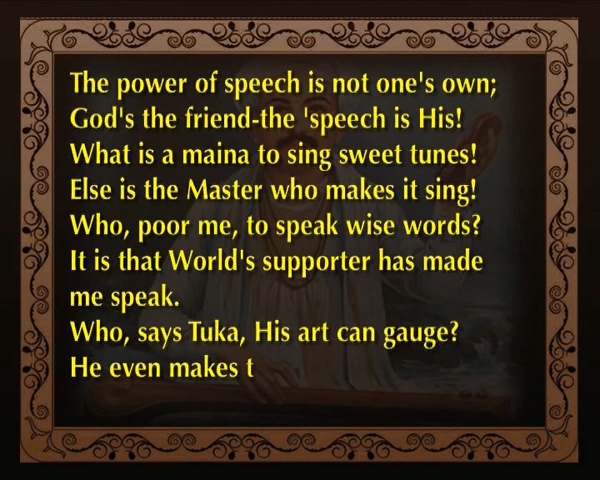 The power of speech is not one's own;
God's the friend-the 'speech is His!
What is a maina to sing sweet tunes!
Else is the Master who makes it sing!
Who, poor me, to speak wise words?
It is that World's supporter has made
me speak.
Who, says Tuka, His art can gauge?
He even makes t